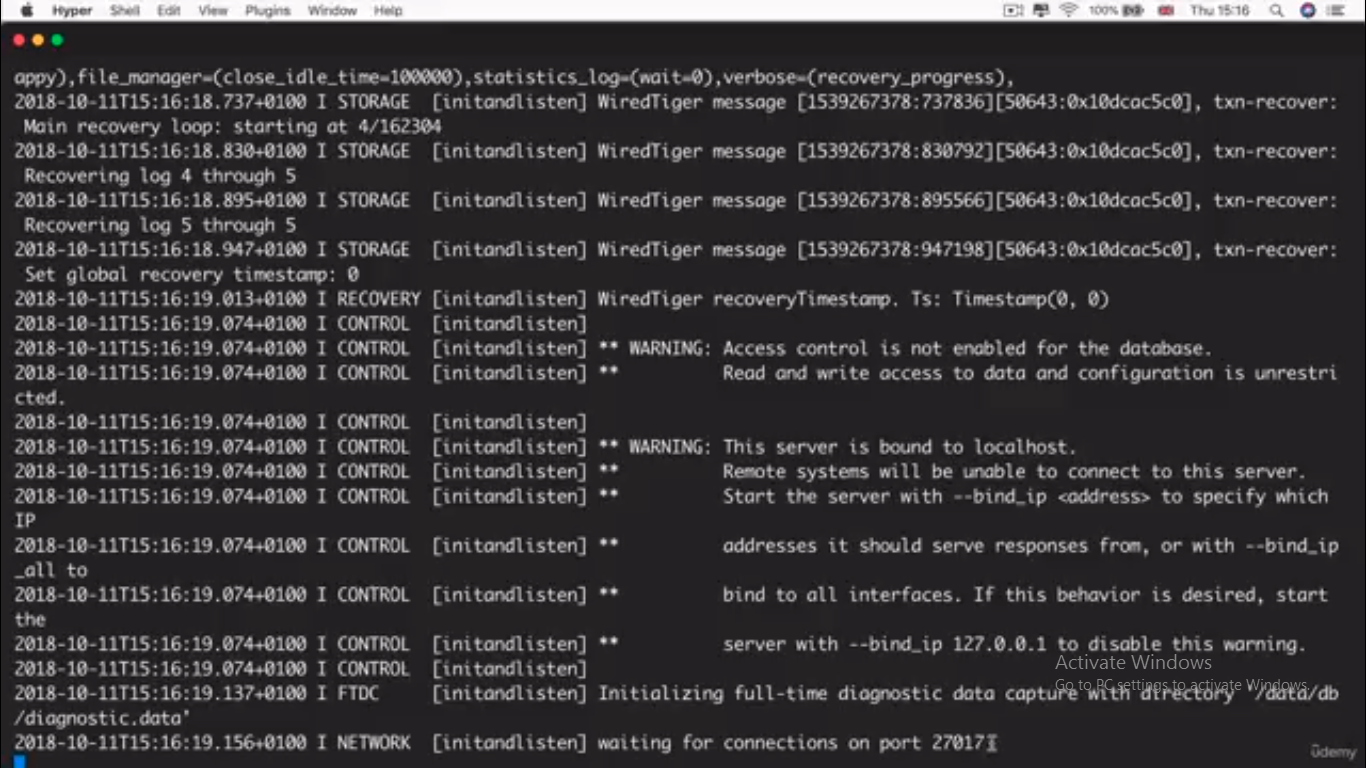 Hyper Shell Edit View Plugins Window Help 100% Thu 15:16
appy),file_manager=(close_idle_time=100000),statistics_log=(wait=0),verbose=(recovery_progress),
2018-10-11T15:16:18.737+0100 I STORAGE [initandlisten] WiredTiger message [1539267378:737836][50643:0x10dcac5c0], txn-recover:
Main recovery loop: starting at 4/162304
2018-10-11T15:16:18.830+0100 I STORAGE [initandlisten] WiredTiger message [1539267378:830792][50643:0x10dcac5c0], txn-recover:
Recovering log 4 through 5
2018-10-11T15:16:18.895+0100 I STORAGE [initandlisten] WiredTiger message [1539267378:895566][50643:0x10dcac5c0], txn-recover:
Recovering log 5 through 5
2018-10-11T15:16:18.947+0100 I STORAGE [initandlisten] WiredTiger message [1539267378:947198][50643:0x10dcac5c0], txn-recover:
Set global recovery timestamp: 0
2018-10-11T15:16:19.013+0100 I RECOVERY [initandlisten] WiredTiger recoveryTimestamp. Ts: Timestamp(0, 0)
2018-10-11T15:16:19.074+0100 I CONTROL [initandlisten]
2018-10-11T15:16:19.074+0100 I CONTROL [initandlisten] ** WARNING: Access control is not enabled for the database.
2018-10-11T15:16:19.074+0100 I CONTROL [initandlisten] ** Read and write access to data and configuration is unrestri
cted.
2018-10-11T15:16:19.074+0100 I CONTROL [initandlisten]
2018-10-11T15:16:19.074+0100 I CONTROL [initandlisten] ** WARNING: This server is bound to localhost.
2018-10-11T15:16:19.074+0100 I CONTROL [initandlisten] ** Remote systems will be unable to connect to this server.
2018-10-11T15:16:19.074+0100 I CONTROL [initandlisten] ** Start the server with --bind_ip <address> to specify which
IP
2018-10-11T15:16:19.074+0100 I CONTROL [initandlisten] ** addresses it should serve responses from, or with --bind_ip
_all to
2018-10-11T15:16:19.074+0100 I CONTROL [initandlisten] ** bind to all interfaces. If this behavior is desired, start
the
2018-10-11T15:16:19.074+0100 I CONTROL [initandlisten] ** server with --bind_ip 127.0.0.1 to disable this warning.
Activate Windows
2018-10-11T15:16:19.074+0100 I CONTROL [initandlisten]
Go to PC settings to activate Windows.
2018-10-11T15:16:19.137+0100 I FTDC [initandlisten] Initializing full-time diagnostic data capture with directory '/data/db
/diagnostic.data'
2018-10-11T15:16:19.156+0100 I NETWORK [initandlisten] waiting for connections on port 27017
ûdemy